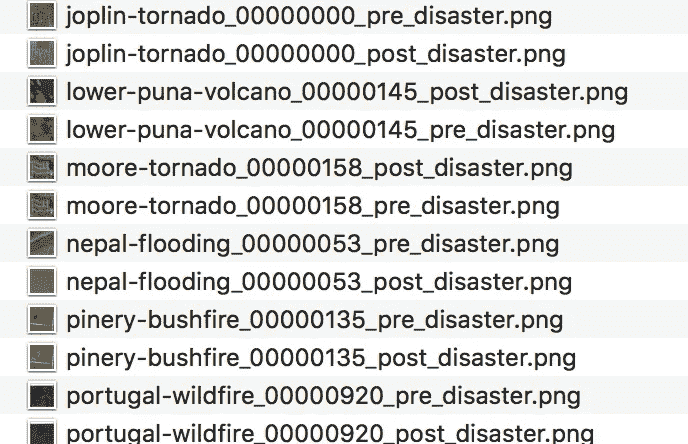 joplin-tornado_00000000_pre_disaster.png
joplin-tornado_00000000_post_disaster.png
lower-puna-volcano_00000145_post_disaster.png
lower-puna-volcano_00000145_pre_disaster.png
moore-tornado_00000158_post_disaster.png
moore-tornado_00000158_pre_disaster.png
nepal-flooding_00000053_pre_disaster.png
nepal-flooding_00000053_post_disaster.png
pinery-bushfire_00000135_pre_disaster.png
pinery-bushfire_00000135_post_disaster.png
portugal-wildfire_00000920_pre_disaster.png
portugal-wildfire_00000920_post_disaster.png